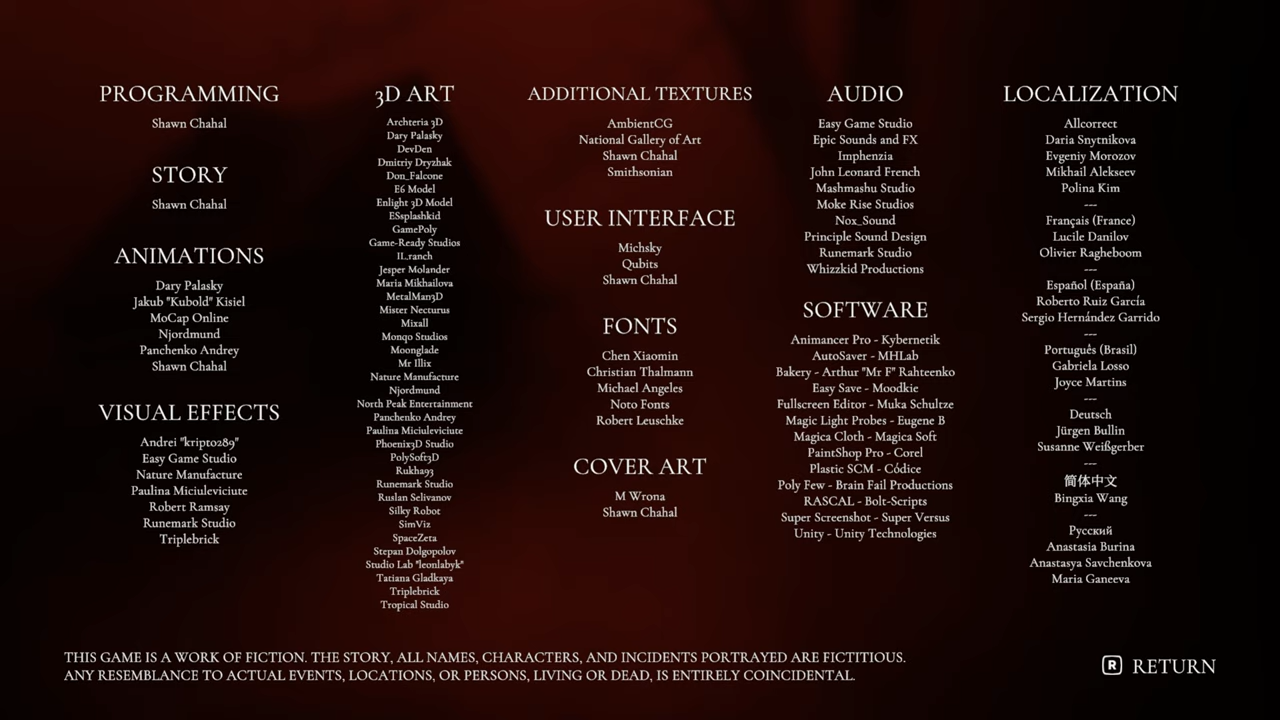 PROGRAMMING
Shawn Chahal
STORY
Shawn Chahal
ANIMATIONS
Dary Palasky
Jakub "Kubold" Kisiel
MoCap Online
Njordmund
Panchenko Andrey
Shawn Chahal
VISUAL EFFECTS
Andrei "kripto289"
Easy Game Studio
Nature Manufacture
Paulina Miciuleviciute
Robert Ramsay
Runemark Studio
Triplebrick
3D ART
Archteria 3D
Dary Palasky
DevDen
Dmitriy Dryzhak
Don_Falcone
E6 Model
Enlight 3D Model
ESsplashkid
GamePoly
Game-Ready Studios
IL.ranch
Jesper Molander
Maria Mikhailova
MetalMan3D
Mister Necturus
Mixall
Monqo Studios
Moonglade
Mr Illix
Nature Manufacture
Njordmund
North Peak Entertainment
Panchenko Andrey
Paulina Miciuleviciute
Phoenix3D Studio
PolySoft3D
Rukha93
Runemark Studio
Ruslan Selivanov
Silky Robot
SimViz
SpaceZeta
Stepan Dolgopolov
Studio Lab "leonlabyk"
Tatiana Gladkaya
Triplebrick
Tropical Studio
ADDITIONAL TEXTURES
AmbientCG
National Gallery of Art
Shawn Chahal
Smithsonian
USER INTERFACE
Michsky
Qubits
Shawn Chahal
FONTS
Chen Xiaomin
Christian Thalmann
Michael Angeles
Noto Fonts
Robert Leuschke
COVER ART
M Wrona
Shawn Chahal
AUDIO
Easy Game Studio
Epic Sounds and FX
Imphenzia
John Leonard French
Mashmashu Studio
Moke Rise Studios
Nox_Sound
Principle Sound Design
Runemark Studio
Whizzkid Productions
SOFTWARE
Animancer Pro - Kybernetik
AutoSaver - MHLab
Bakery - Arthur "Mr F" Rahteenko
Easy Save - Moodkie
Fullscreen Editor - Muka Schultze
Magic Light Probes - Eugene B
Magica Cloth - Magica Soft
PaintShop Pro - Corel
Plastic SCM - Códice
Poly Few - Brain Fail Productions
RASCAL - Bolt-Scripts
Super Screenshot - Super Versus
Unity - Unity Technologies
LOCALIZATION
Allcorrect
Daria Snytnikova
Evgeniy Morozov
Mikhail Alekseev
Polina Kim
---
Français (France)
Lucile Danilov
Olivier Ragheboom
---
Español (España)
Roberto Ruiz García
Sergio Hernández Garrido
---
Português (Brasil)
Gabriela Losso
Joyce Martins
---
Deutsch
Jürgen Bullin
Susanne Weißgerber
---
简体中文
Bingxia Wang
---
Русский
Anastasia Burina
Anastasya Savchenkova
Maria Ganeeva
THIS GAME IS A WORK OF FICTION. THE STORY, ALL NAMES, CHARACTERS, AND INCIDENTS PORTRAYED ARE FICTITIOUS.
ANY RESEMBLANCE TO ACTUAL EVENTS, LOCATIONS, OR PERSONS, LIVING OR DEAD, IS ENTIRELY COINCIDENTAL.
R RETURN